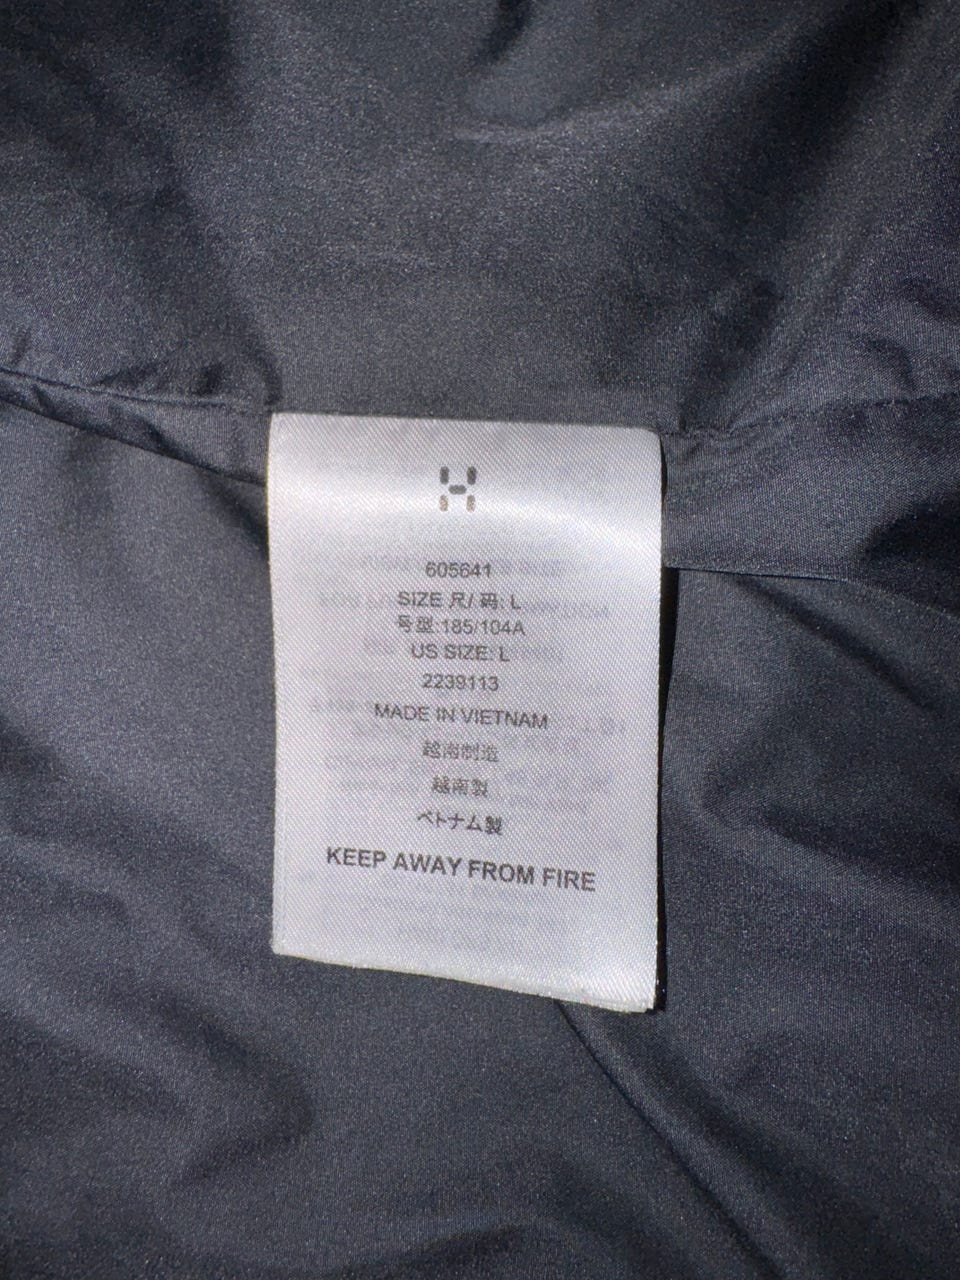 605641
SIZE 尺/ 码: L
号型:185/104A
US SIZE: L
2239113
MADE IN VIETNAM
越南制造
越南製
ベトナム製
KEEP AWAY FROM FIRE